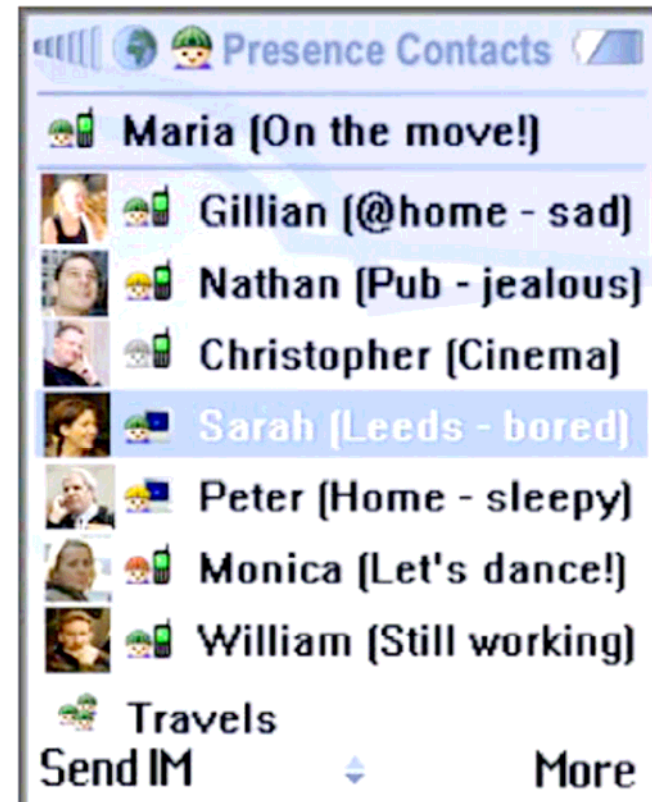 Presence Contacts
Maria (On the move!)
Gillian (@home - sad)
Nathan (Pub - jealous)
Christopher (Cinema)
Sarah (Leeds - bored)
Peter (Home - sleepy)
Monica (Let's dance!)
William (Still working)
Travels
Send IM More